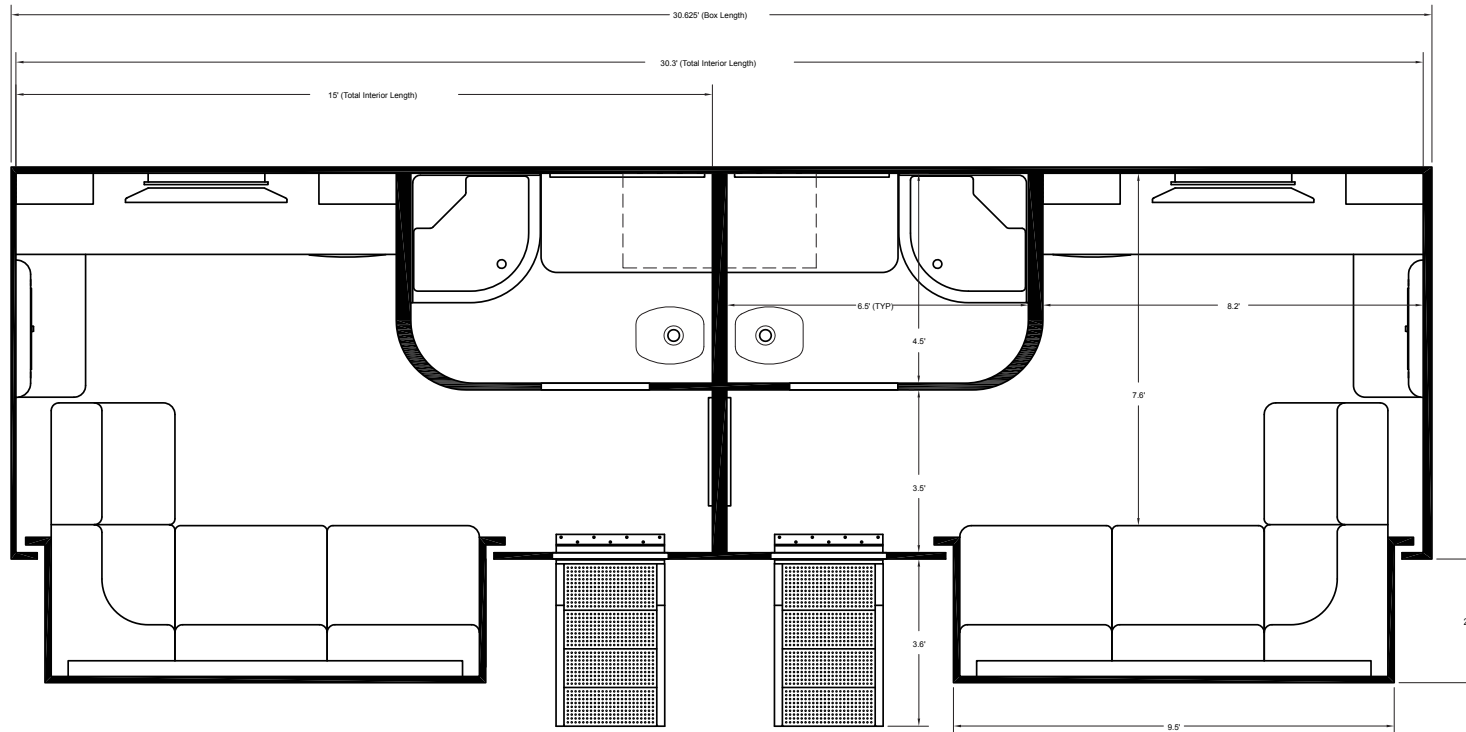 30.625' (Box Length)
30.3' (Total Interior Length)
15' (Total Interior Length)
6.5' (TYP)
8.2'
4.5'
7.6'
3.5'
3.6'
2
9.5'